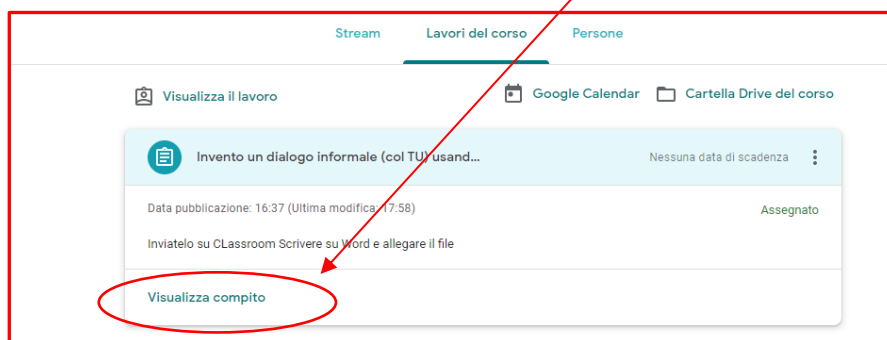 Stream Lavori del corso Persone
Visualizza il lavoro Google Calendar Cartella Drive del corso
Invento un dialogo informale (col TU) usand... Nessuna data di scadenza
Data pubblicazione: 16:37 (Ultima modifica: 17:58) Assegnato
Inviatelo su CLassroom Scrivere su Word e allegare il file
Visualizza compito